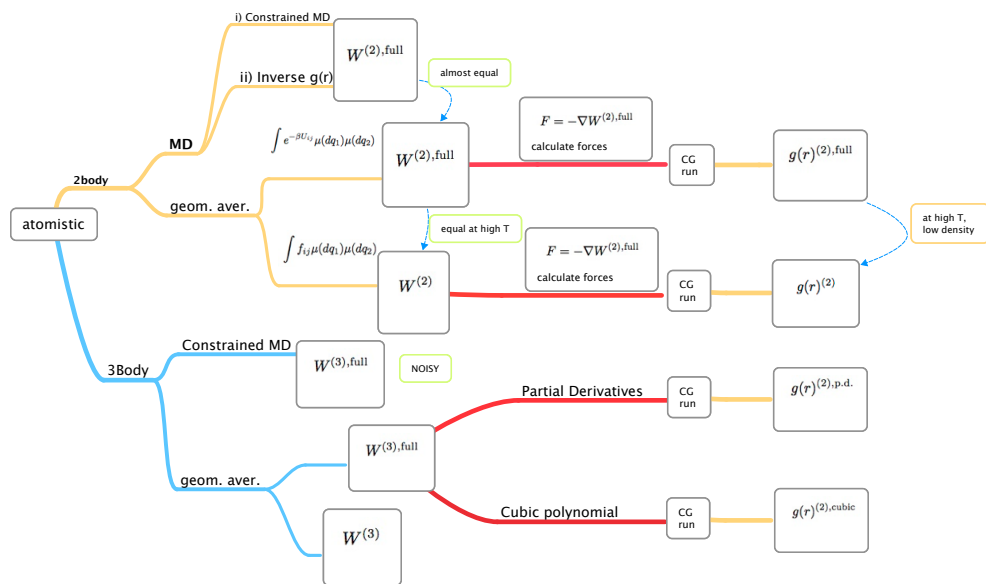 i) Constrained MD
W^{(2),full}
ii) Inverse g(r)
almost equal
∫ e^{-βU_{ij}} μ(dq_1)μ(dq_2)
MD
W^{(2),full}
F = −∇W^{(2),full}
calculate forces
CG
run
g(r)^{(2),full}
2body
geom. aver.
atomistic
equal at high T
at high T,
low density
∫ f_{ij}μ(dq_1)μ(dq_2)
W^{(2)}
F = −∇W^{(2),full}
calculate forces
CG
run
g(r)^{(2)}
Constrained MD
3Body
W^{(3),full}
NOISY
Partial Derivatives
CG
run
g(r)^{(2),p.d.}
W^{(3),full}
geom. aver.
Cubic polynomial
CG
run
g(r)^{(2),cubic}
W^{(3)}